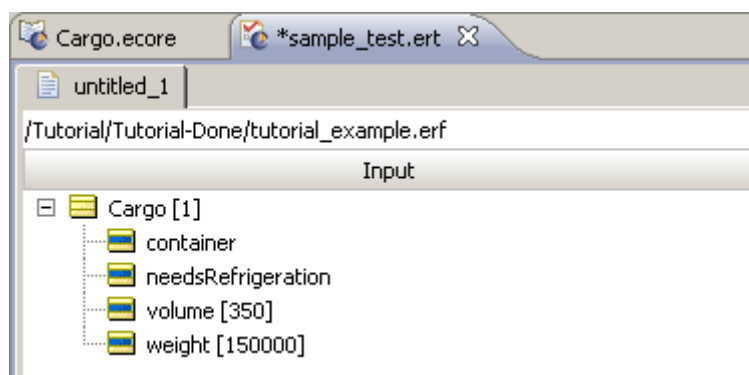 Cargo.ecore *sample_test.ert
untitled_1
/Tutorial/Tutorial-Done/tutorial_example.erf
Input
Cargo [1]
container
needsRefrigeration
volume [350]
weight [150000]